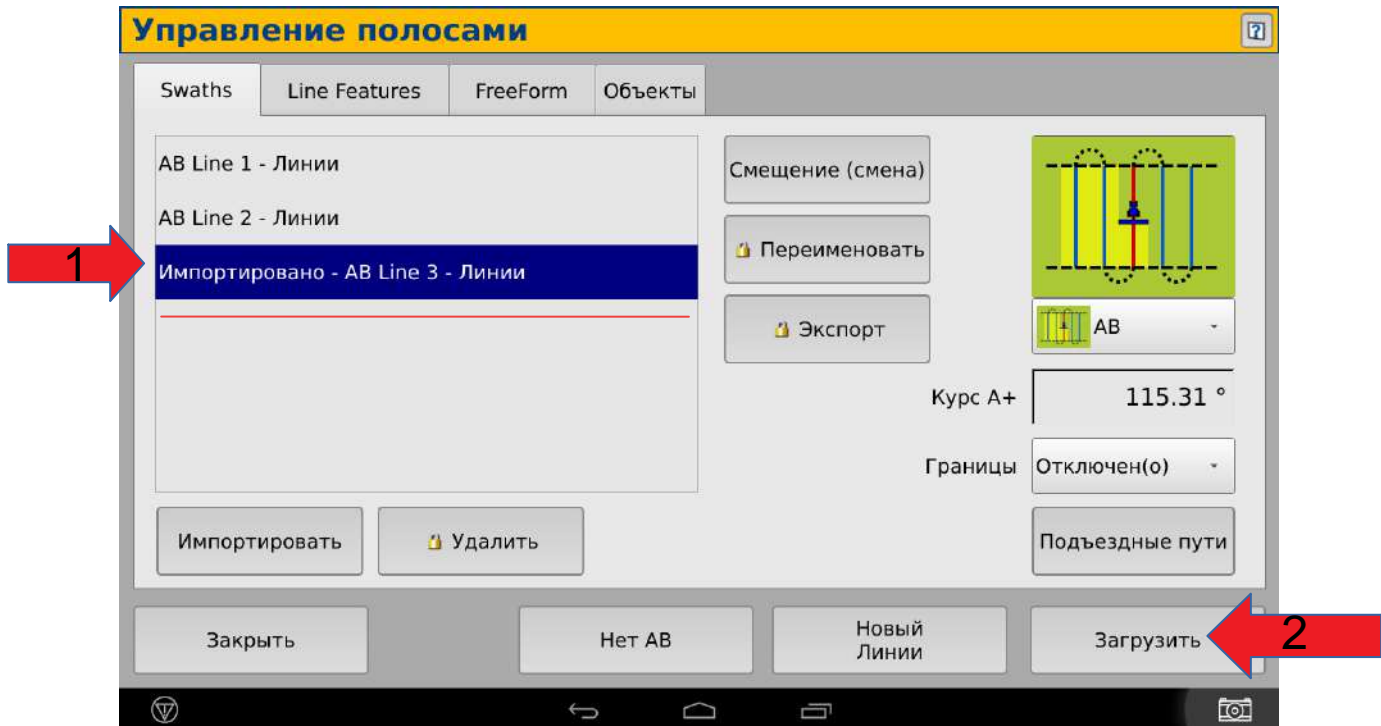 Управление полосами
?
Swaths
Line Features
FreeForm
Объекты
AB Line 1 - Линии
AB Line 2 - Линии
Импортировано - AB Line 3 - Линии
Смещение (смена)
Переименовать
Экспорт
AB
Курс A+
115.31 °
Границы
Отключен(о)
Импортировать
Удалить
Подъездные пути
Закрыть
Нет AB
Новый
Линии
Загрузить
1
2